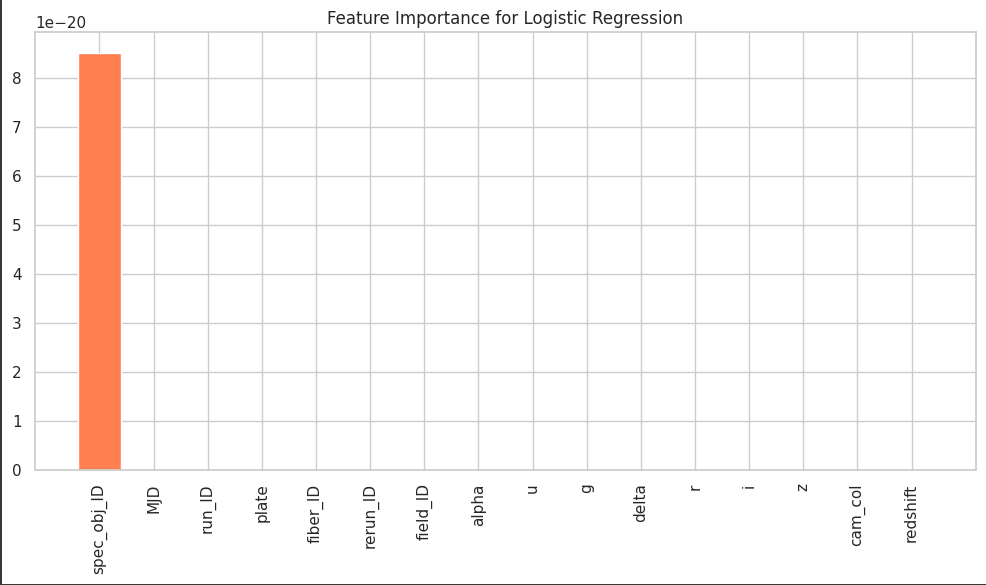 Feature Importance for Logistic Regression
1e−20
8
7
6
5
4
3
2
1
0
spec_obj_ID
MJD
run_ID
plate
fiber_ID
rerun_ID
field_ID
alpha
u
g
delta
r
i
z
cam_col
redshift